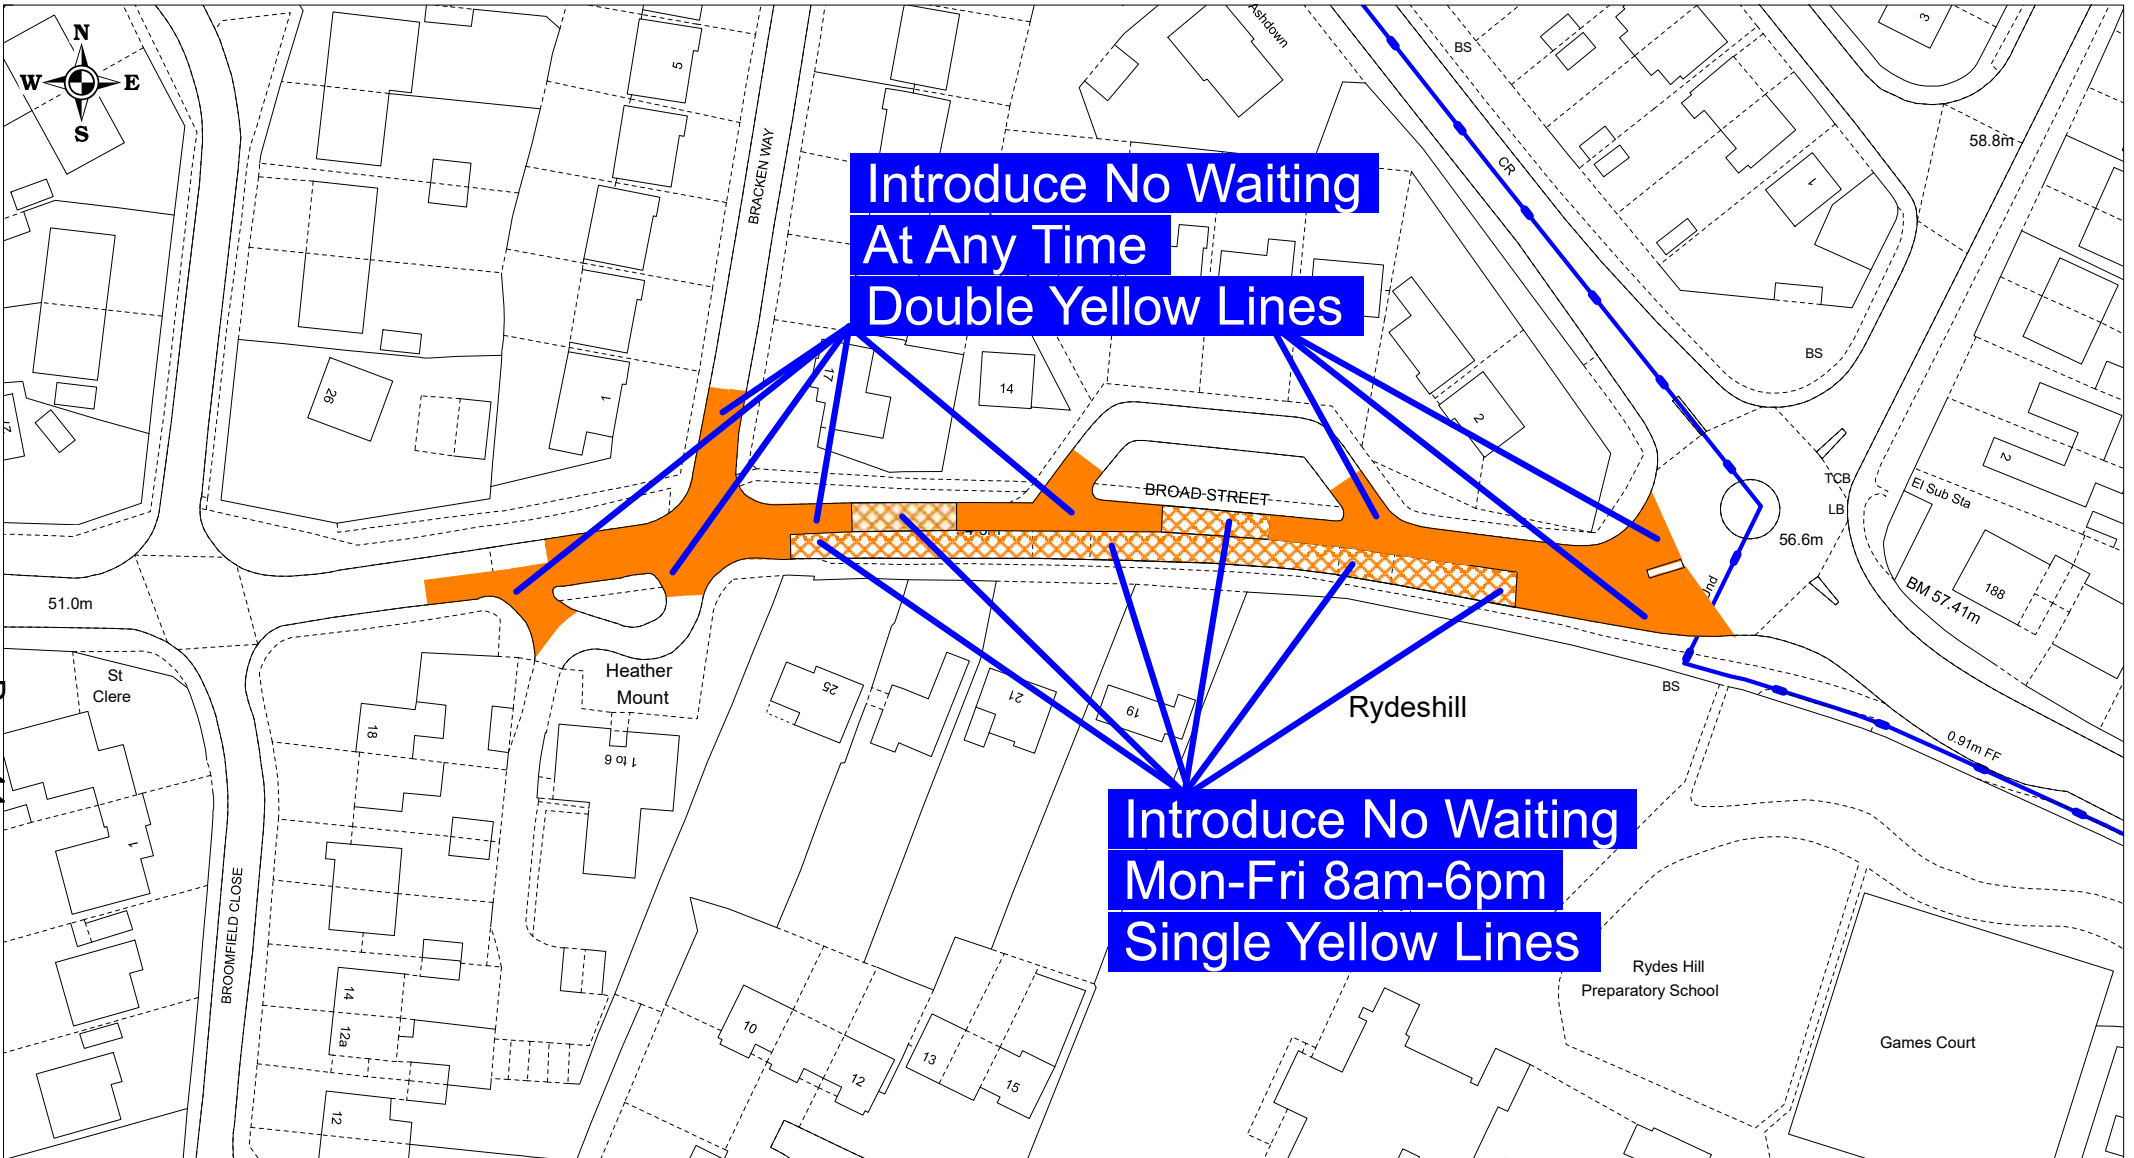 N
W E
S
Ashdown
BS
3
5
CR
58.8m
1
BRACKEN WAY
Introduce No Waiting
At Any Time
Double Yellow Lines
BS
26
1
17
14
2
2
BROAD STREET
TCB
LB
El Sub Sta
56.6m
51.0m
188
BM 57.41m
St
Clere
Heather
Mount
25
21
19
Rydeshill
BS
18
1 to 6
0.91m FF
1
Introduce No Waiting
Mon-Fri 8am-6pm
Single Yellow Lines
BROOMFIELD CLOSE
Rydes Hill
Preparatory School
14
12a
10
12
13
15
Games Court
12